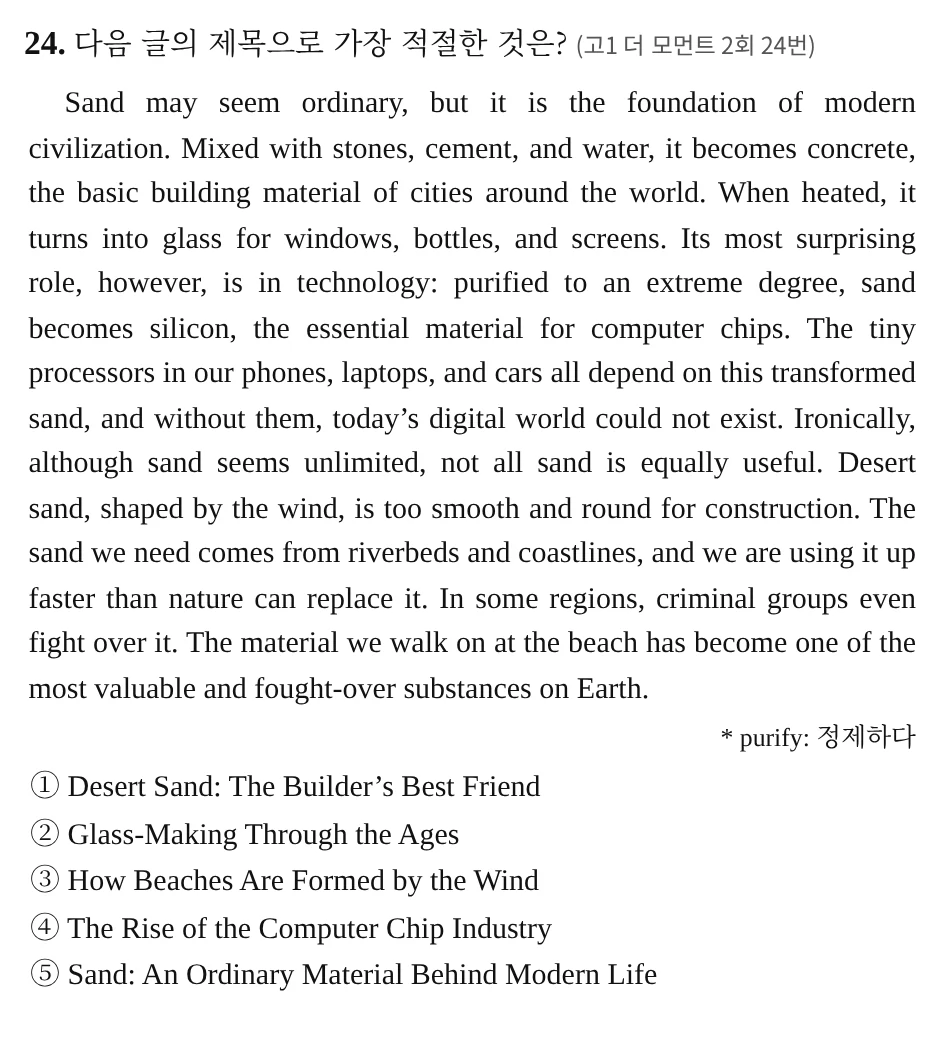 24. 다음 글의 제목으로 가장 적절한 것은? (고1 더 모먼트 2회 24번)
Sand may seem ordinary, but it is the foundation of modern
civilization. Mixed with stones, cement, and water, it becomes concrete,
the basic building material of cities around the world. When heated, it
turns into glass for windows, bottles, and screens. Its most surprising
role, however, is in technology: purified to an extreme degree, sand
becomes silicon, the essential material for computer chips. The tiny
processors in our phones, laptops, and cars all depend on this transformed
sand, and without them, today’s digital world could not exist. Ironically,
although sand seems unlimited, not all sand is equally useful. Desert
sand, shaped by the wind, is too smooth and round for construction. The
sand we need comes from riverbeds and coastlines, and we are using it up
faster than nature can replace it. In some regions, criminal groups even
fight over it. The material we walk on at the beach has become one of the
most valuable and fought-over substances on Earth.
* purify: 정제하다
① Desert Sand: The Builder’s Best Friend
② Glass-Making Through the Ages
③ How Beaches Are Formed by the Wind
④ The Rise of the Computer Chip Industry
⑤ Sand: An Ordinary Material Behind Modern Life